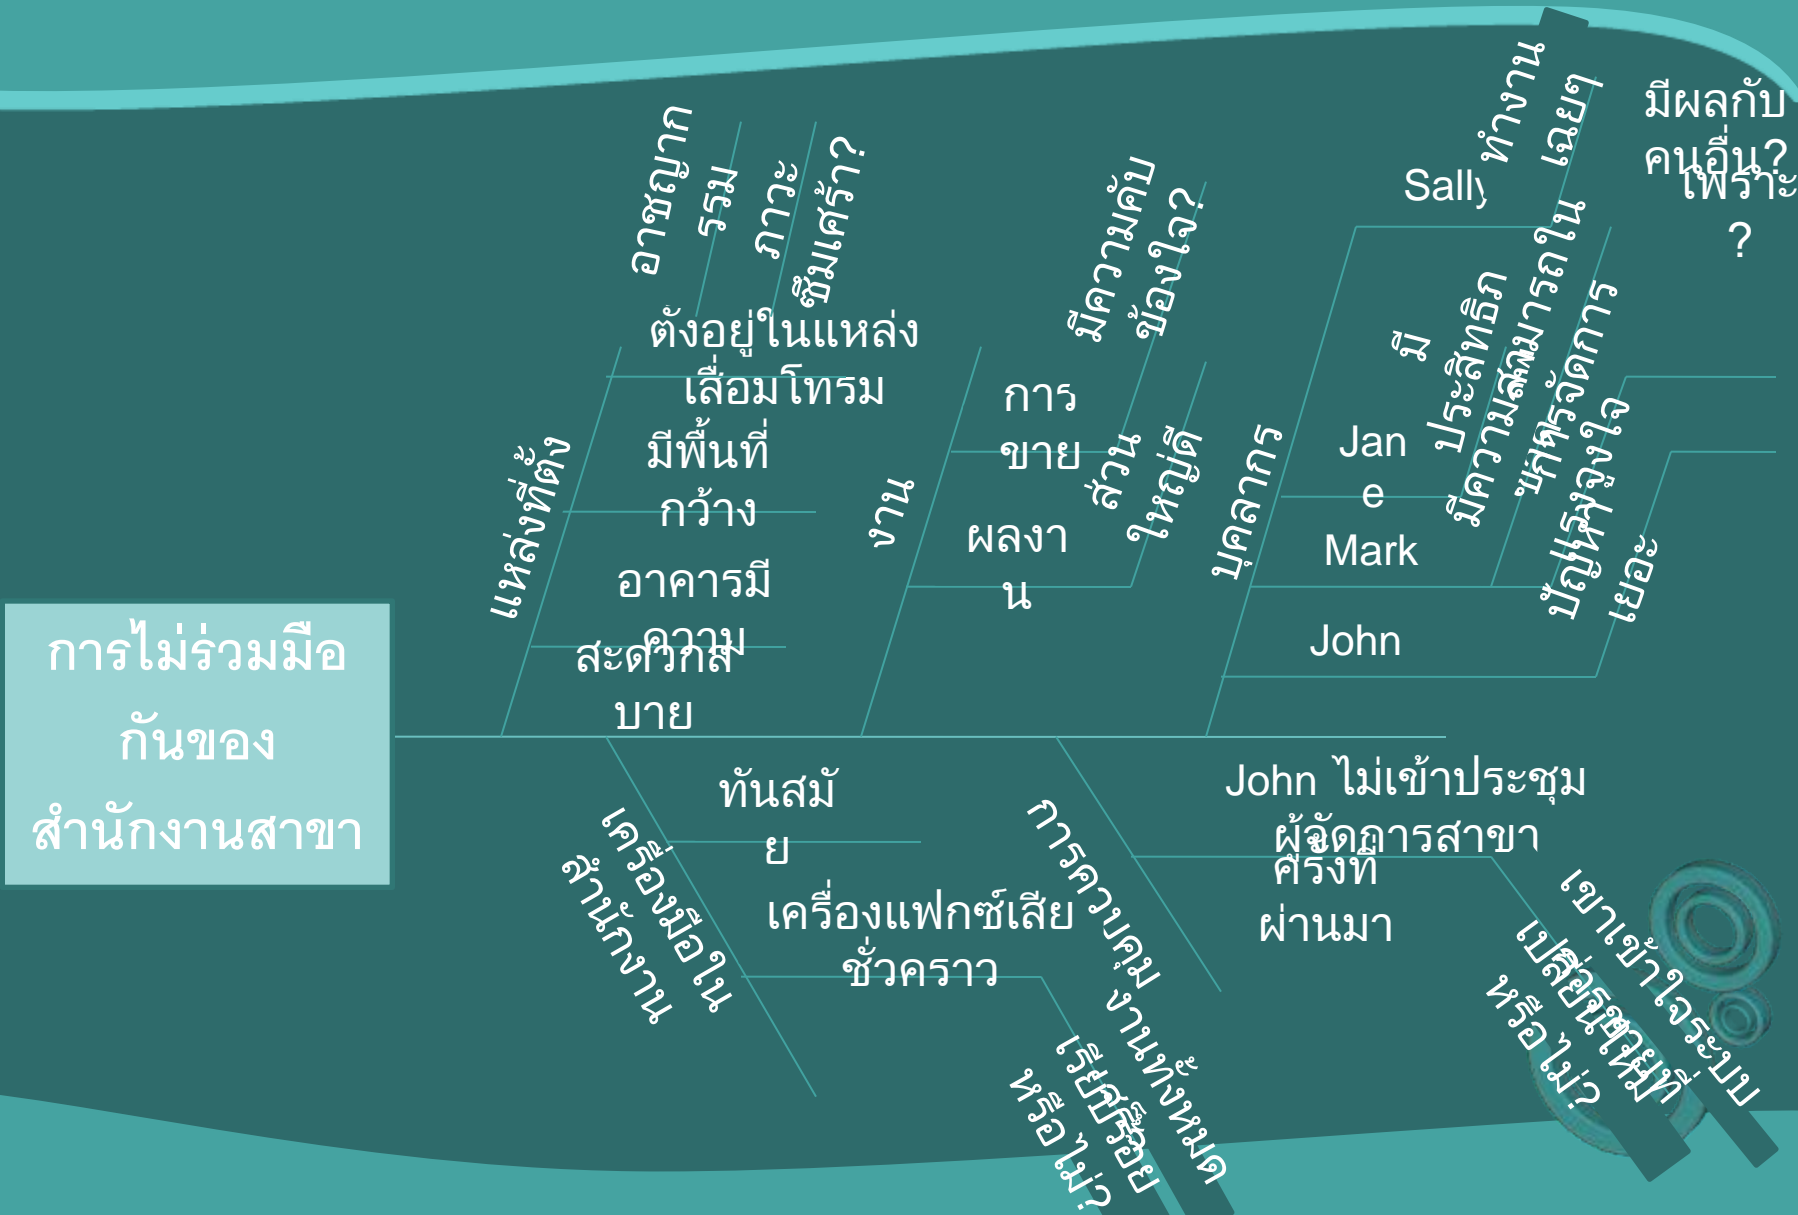 การไม่ร่วมมือ
กันของ
สำนักงานสาขา
แหล่งที่ตั้ง
อาชญาก
รรม
ภาวะ
ซึมเศร้า?
ตั้งอยู่ในแหล่ง
เสื่อมโทรม
มีพื้นที่
กว้าง
อาคารมี
ความ
สะดวกส
บาย
งาน
มีความคับ
ข้องใจ?
การ
ขาย
ส่วน
ใหญ่ดี
ผลงา
น
บุคลากร
Sally
ทำงาน
เฉยๆ
มีผลกับ
คนอื่น?
เพราะ
?
Jan
e
มี
ประสิทธิภ
Mark
มีความสามารถใน
การจัดการ
แรงจูงใจ
John
ปัญหา
เยอะ
เครื่องมือใน
สำนักงาน
ทันสมั
ย
เครื่องแฟกซ์เสีย
ชั่วคราว
เรียบร้อย
หรือไม่?
การควบคุม
งานทั้งหมด
John ไม่เข้าประชุม
ผู้จัดการสาขา
ครั้งที่
ผ่านมา
เขาเข้าใจระบบ
การขายที่
เปลี่ยนใหม่
หรือไม่?